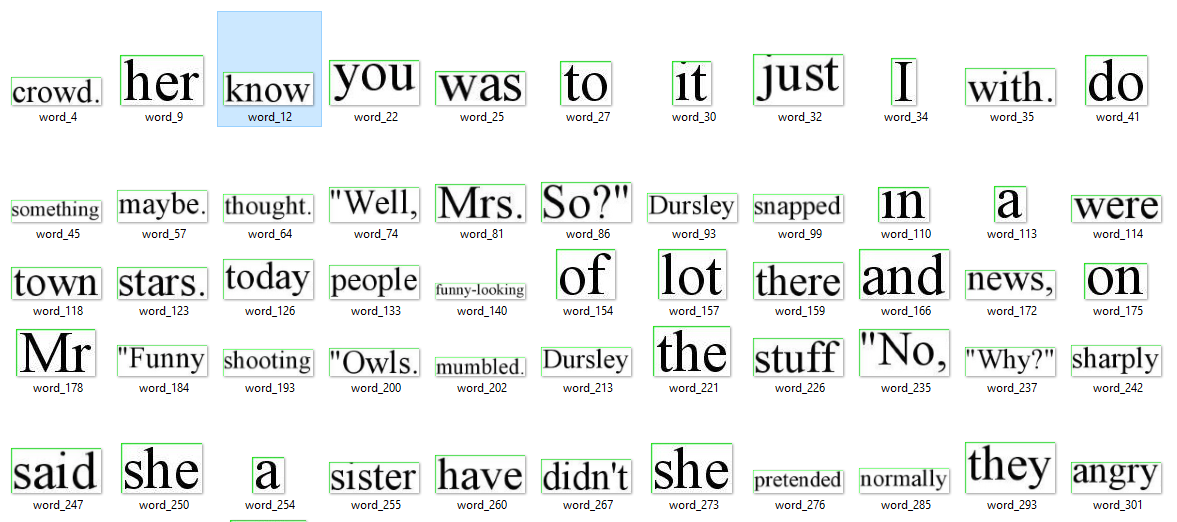 crowd. her know you was to it just I with. do
word_4 word_9 word_12 word_22 word_25 word_27 word_30 word_32 word_34 word_35 word_41
something maybe. thought. "Well, Mrs. So?" Dursley snapped in a were
word_45 word_57 word_64 word_74 word_81 word_86 word_93 word_99 word_110 word_113 word_114
town stars. today people funny-looking of lot there and news, on
word_118 word_123 word_126 word_133 word_140 word_154 word_157 word_159 word_166 word_172 word_175
Mr "Funny shooting "Owls. mumbled. Dursley the stuff "No, "Why?" sharply
word_178 word_184 word_193 word_200 word_202 word_213 word_221 word_226 word_235 word_237 word_242
said she a sister have didn't she pretended normally they angry
word_247 word_250 word_254 word_255 word_260 word_267 word_273 word_276 word_285 word_293 word_301